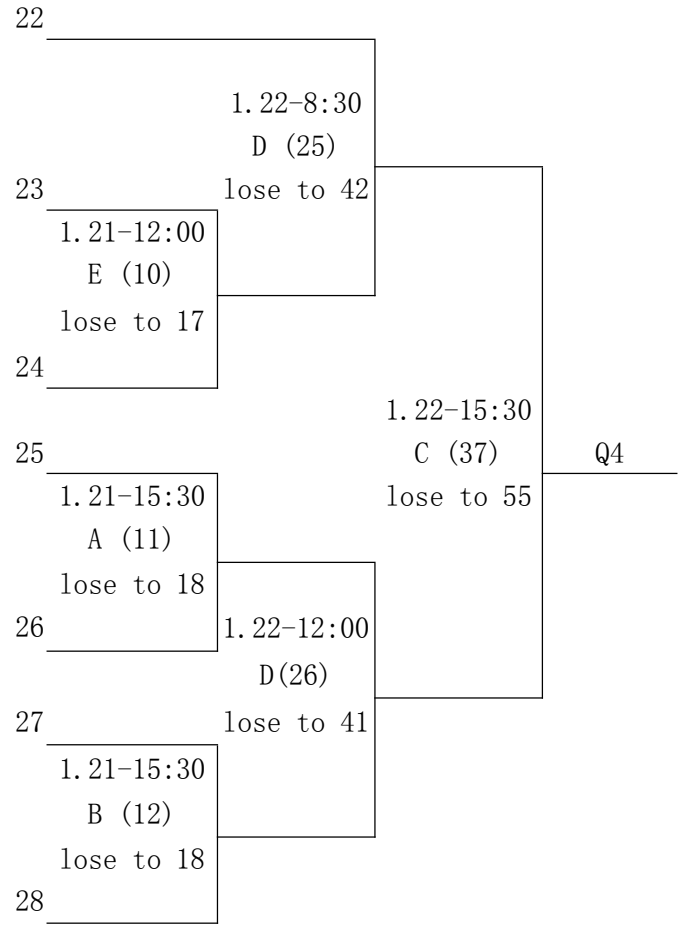 22
1.22-8:30
D (25)
lose to 42
23
1.21-12:00
E (10)
lose to 17
24
1.22-15:30
C (37)
lose to 55
Q4
25
1.21-15:30
A (11)
lose to 18
26
1.22-12:00
D(26)
lose to 41
27
1.21-15:30
B (12)
lose to 18
28